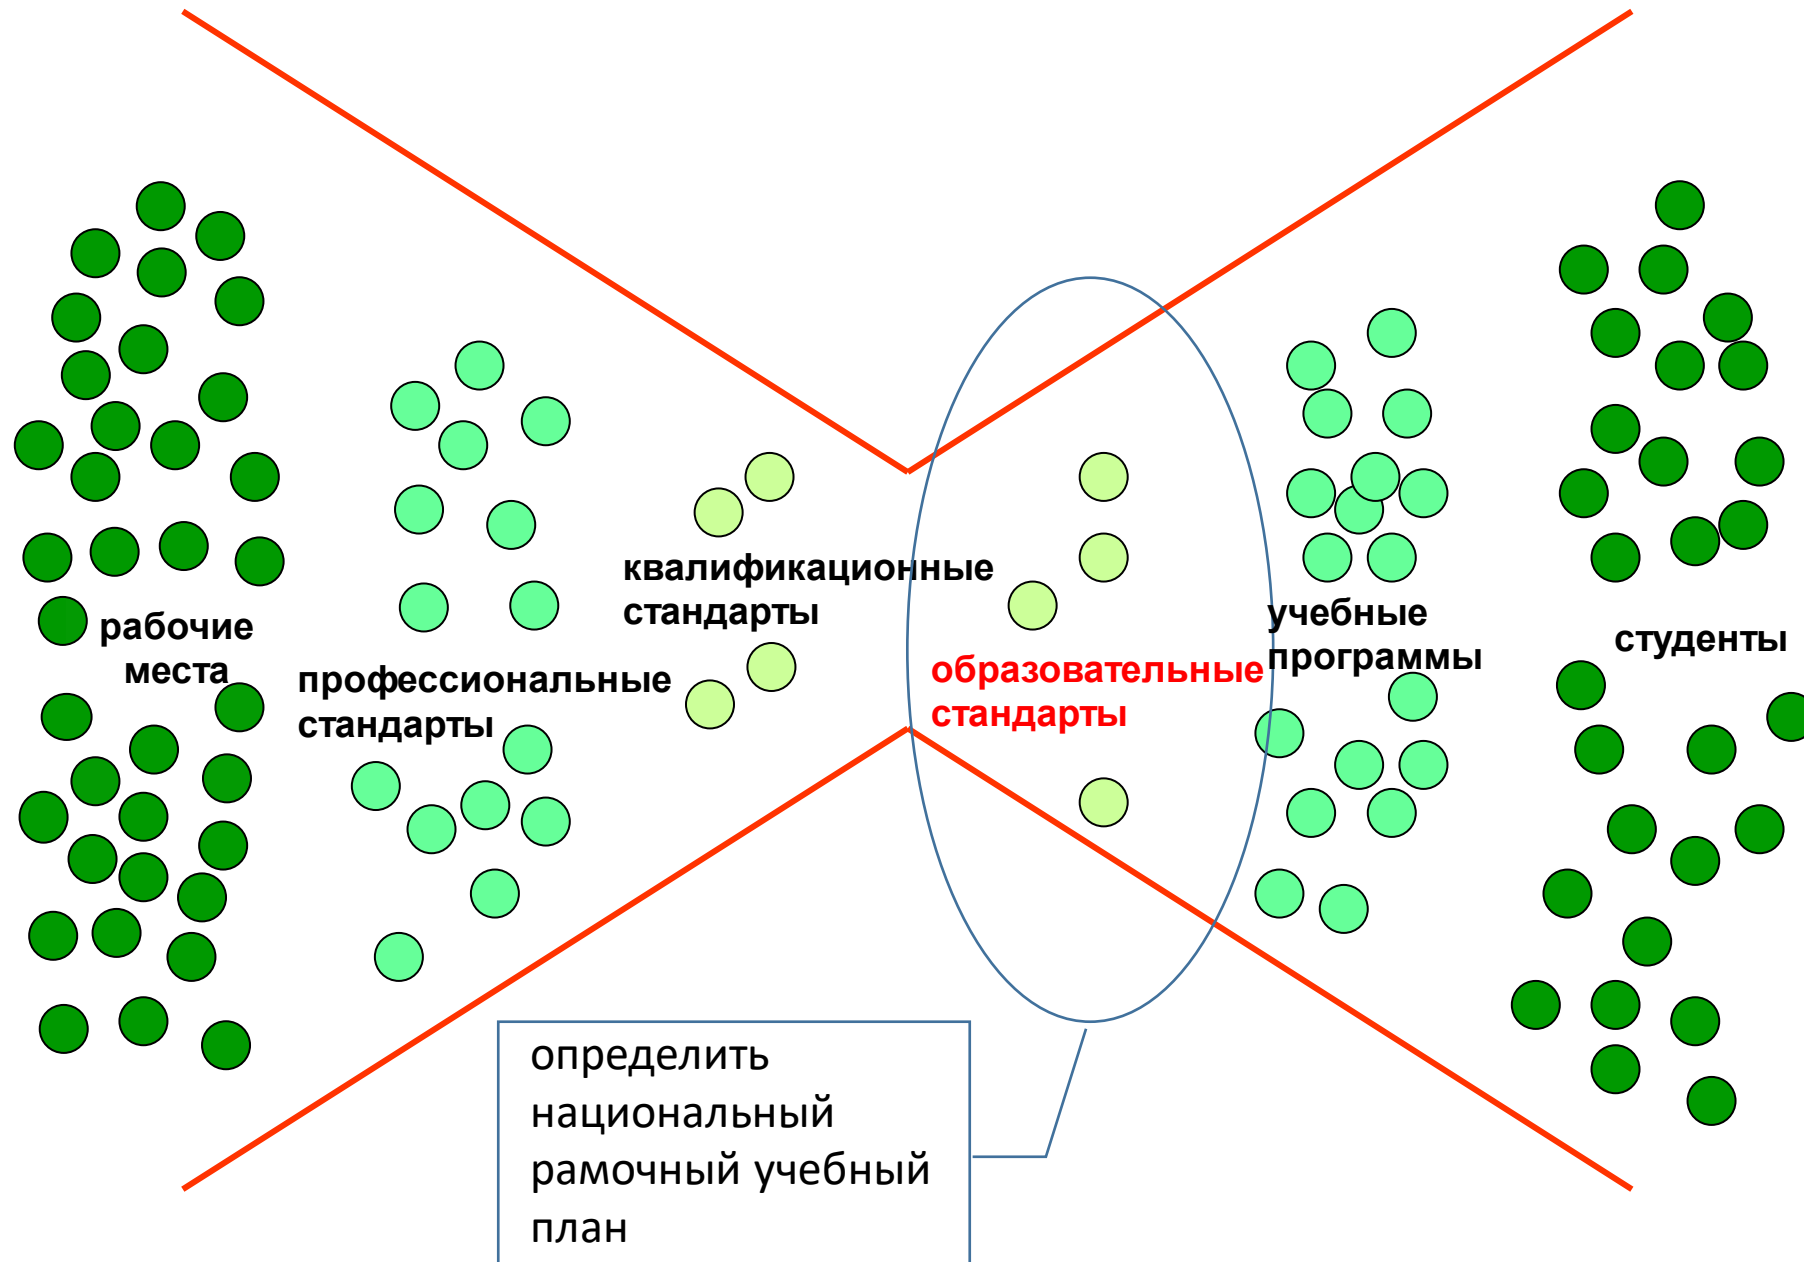 рабочие
места
профессиональные
стандарты
квалификационные
стандарты
образовательные
стандарты
учебные
программы
студенты
определить
национальный
рамочный учебный
план